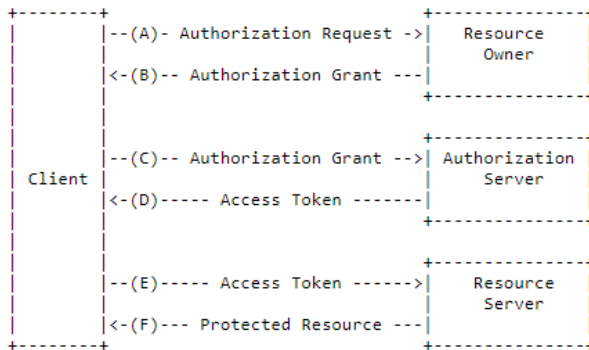 +--------+                               +---------------+
|        |--(A)- Authorization Request ->|   Resource    |
|        |                               |     Owner     |
|        |<-(B)-- Authorization Grant ---|               |
|        |                               +---------------+
|        |
|        |                               +---------------+
|        |--(C)-- Authorization Grant -->| Authorization |
| Client |                               |     Server    |
|        |<-(D)----- Access Token -------|               |
|        |                               +---------------+
|        |
|        |                               +---------------+
|        |--(E)----- Access Token ------>|    Resource   |
|        |                               |     Server    |
|        |<-(F)--- Protected Resource ---|               |
+--------+                               +---------------+